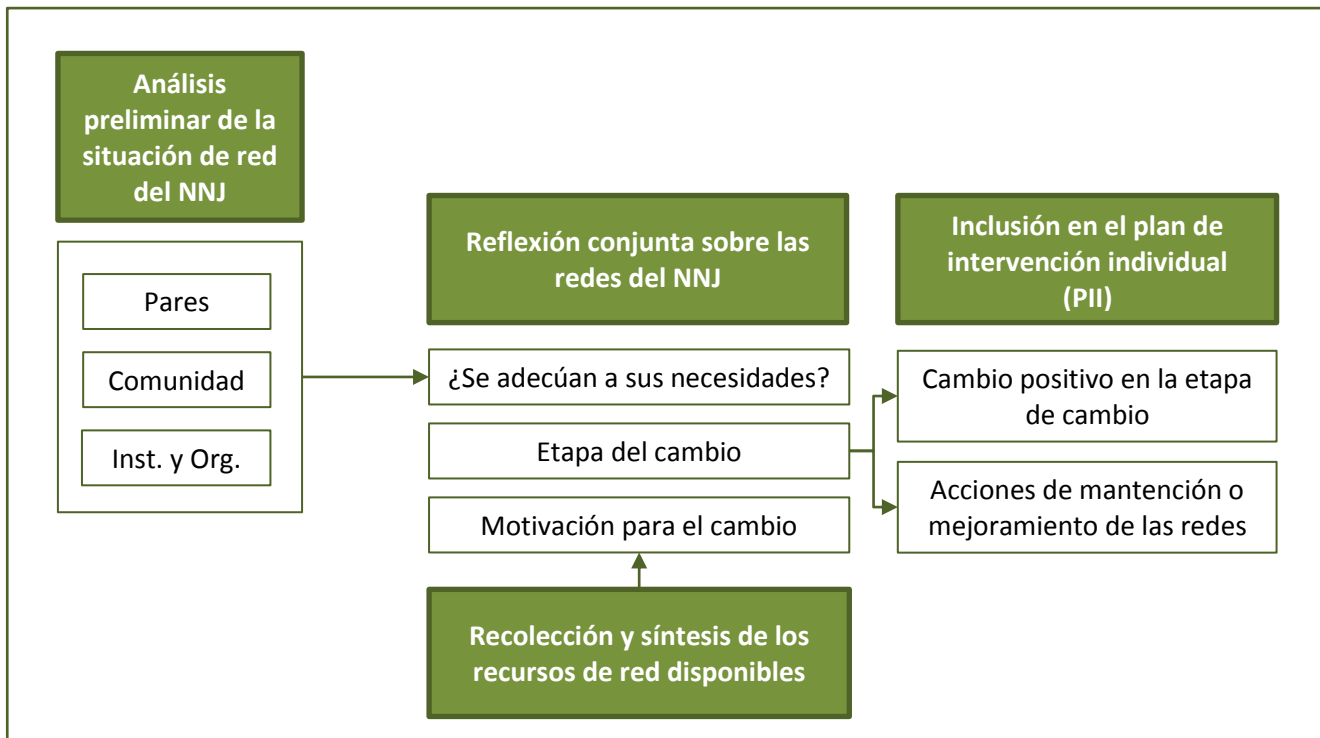 Análisis
preliminar de la
situación de red
del NNJ
Pares
Comunidad
Inst. y Org.
Reflexión conjunta sobre las
redes del NNJ
¿Se adecúan a sus necesidades?
Etapa del cambio
Motivación para el cambio
Recolección y síntesis de los
recursos de red disponibles
Inclusión en el plan de
intervención individual
(PII)
Cambio positivo en la etapa
de cambio
Acciones de mantención o
mejoramiento de las redes